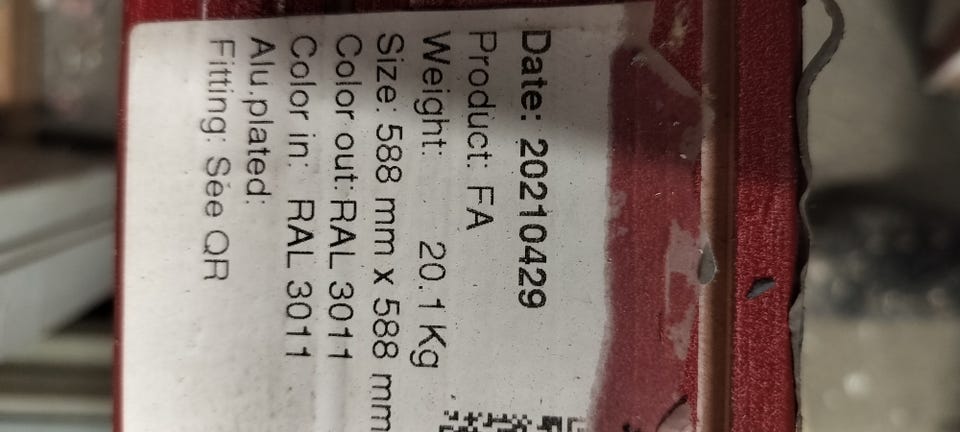 Date: 20210429
Product: FA
Weight: 20.1 Kg
Size: 588 mm x 588 mm
Color out:RAL 3011
Color in: RAL 3011
Alu.plated:
Fitting: See QR